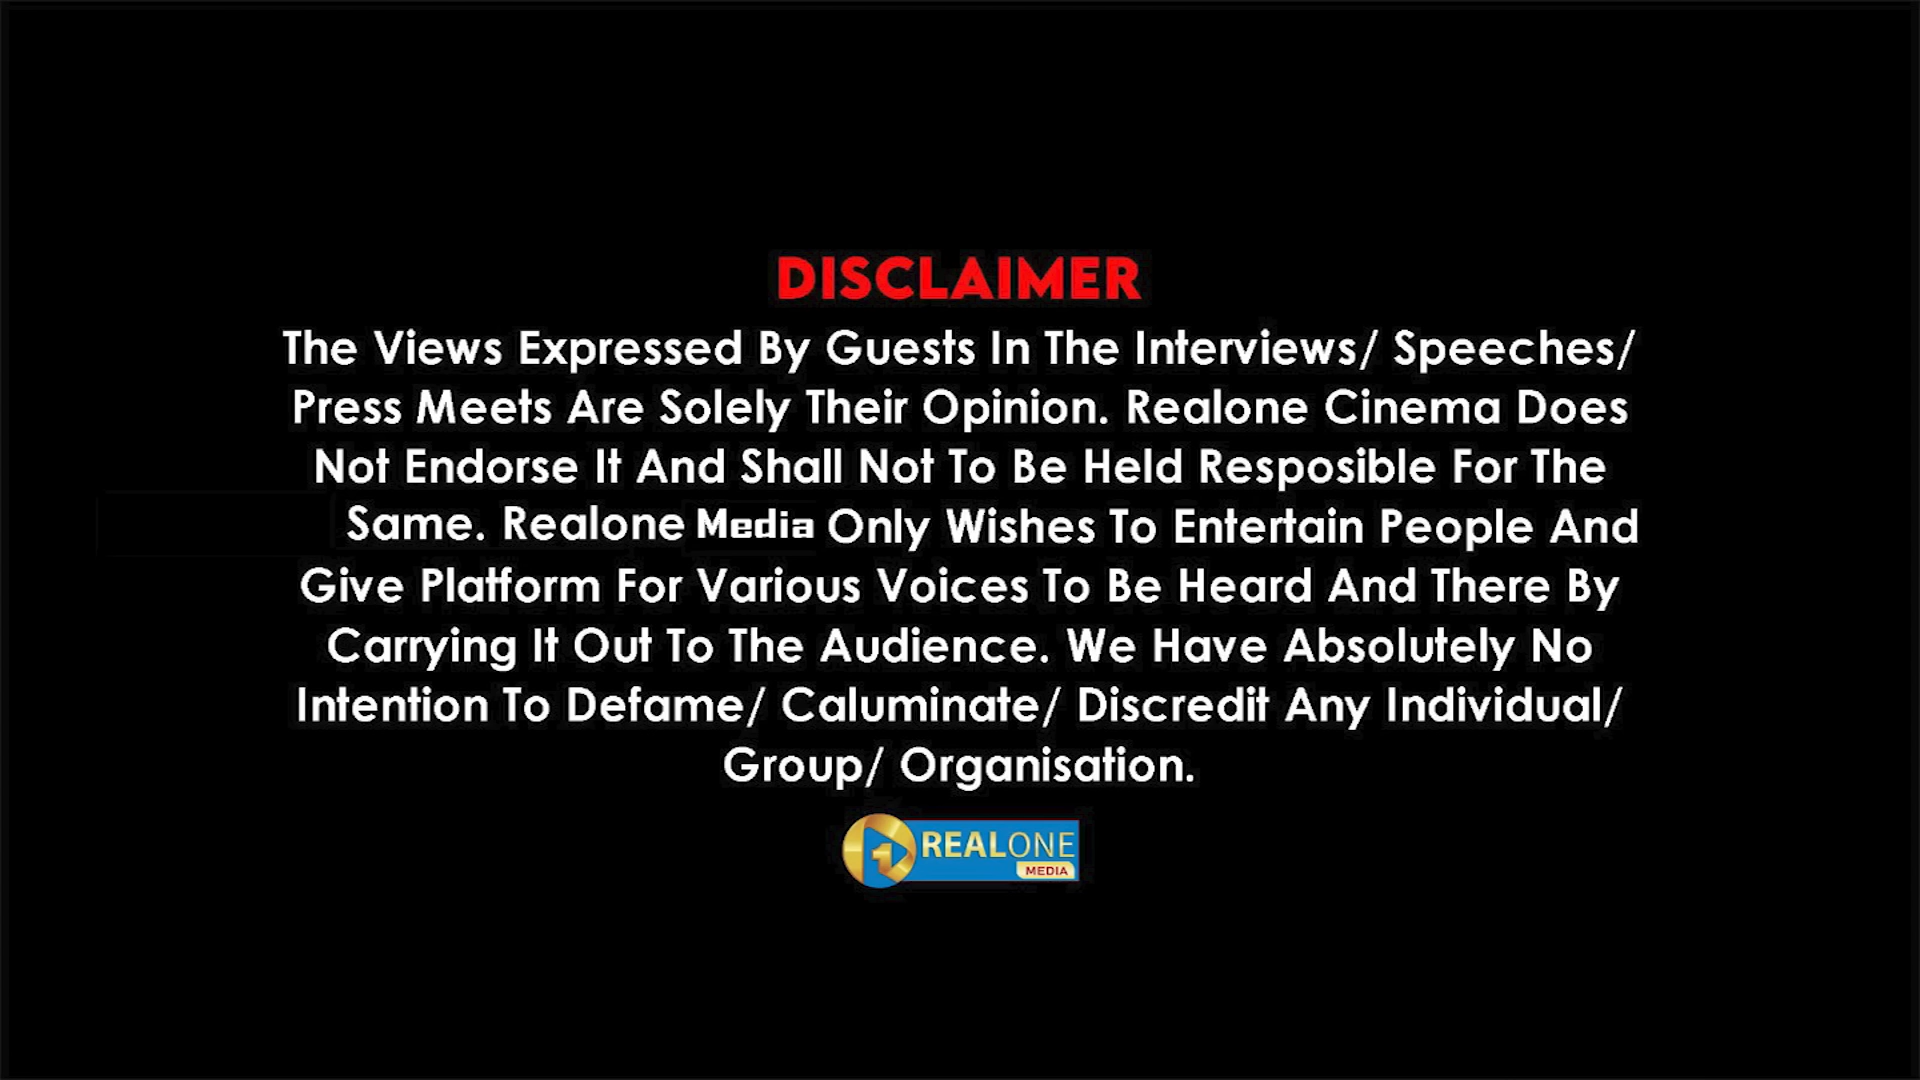 DISCLAIMER
The Views Expressed By Guests In The Interviews/ Speeches/
Press Meets Are Solely Their Opinion. Realone Cinema Does
Not Endorse It And Shall Not To Be Held Resposible For The
Same. Realone Media Only Wishes To Entertain People And
Give Platform For Various Voices To Be Heard And There By
Carrying It Out To The Audience. We Have Absolutely No
Intention To Defame/ Caluminate/ Discredit Any Individual/
Group/ Organisation.
1 REALONE
MEDIA